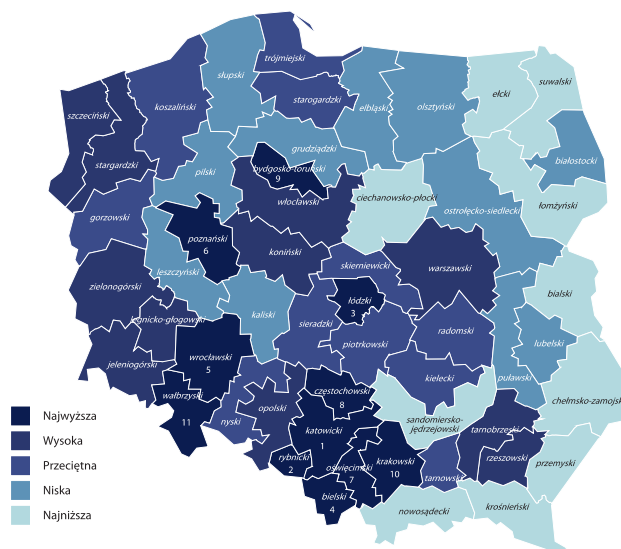 trójmiejski
słupski
suwalski
ełcki
starogardzki
koszaliński
elbląski
olsztyński
szczeciński
grudziądzki
białostocki
stargardzki
pilski
bydgosko-toruński
9
ciechanowsko-płocki
włocławski
łomżyński
ostrołęcko-siedlecki
gorzowski
poznański
6
koniński
skierniewicki
warszawski
leszczyński
zielonogórski
łódzki
3
bialski
legnicko-głogowski
kaliski
sieradzki
radomski
piotrkowski
lubelski
wrocławski
5
jeleniogórski
kielecki
puławski
częstochowski
8
wałbrzyski
11
opolski
nyski
chełmsko-zamojski
sandomiersko-
jędrzejowski
tarnobrzeski
katowicki
1
rybnicki
2
oświęcimski
7
krakowski
10
rzeszowski
przemyski
tarnowski
bielski
4
nowosądecki
krośnieński
Najwyższa
Wysoka
Przeciętna
Niska
Najniższa